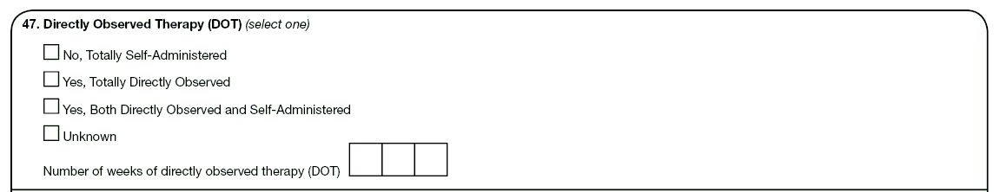 47. Directly Observed Therapy (DOT) (select one)
No, Totally Self-Administered
Yes, Totally Directly Observed
Yes, Both Directly Observed and Self-Administered
Unknown
Number of weeks of directly observed therapy (DOT)